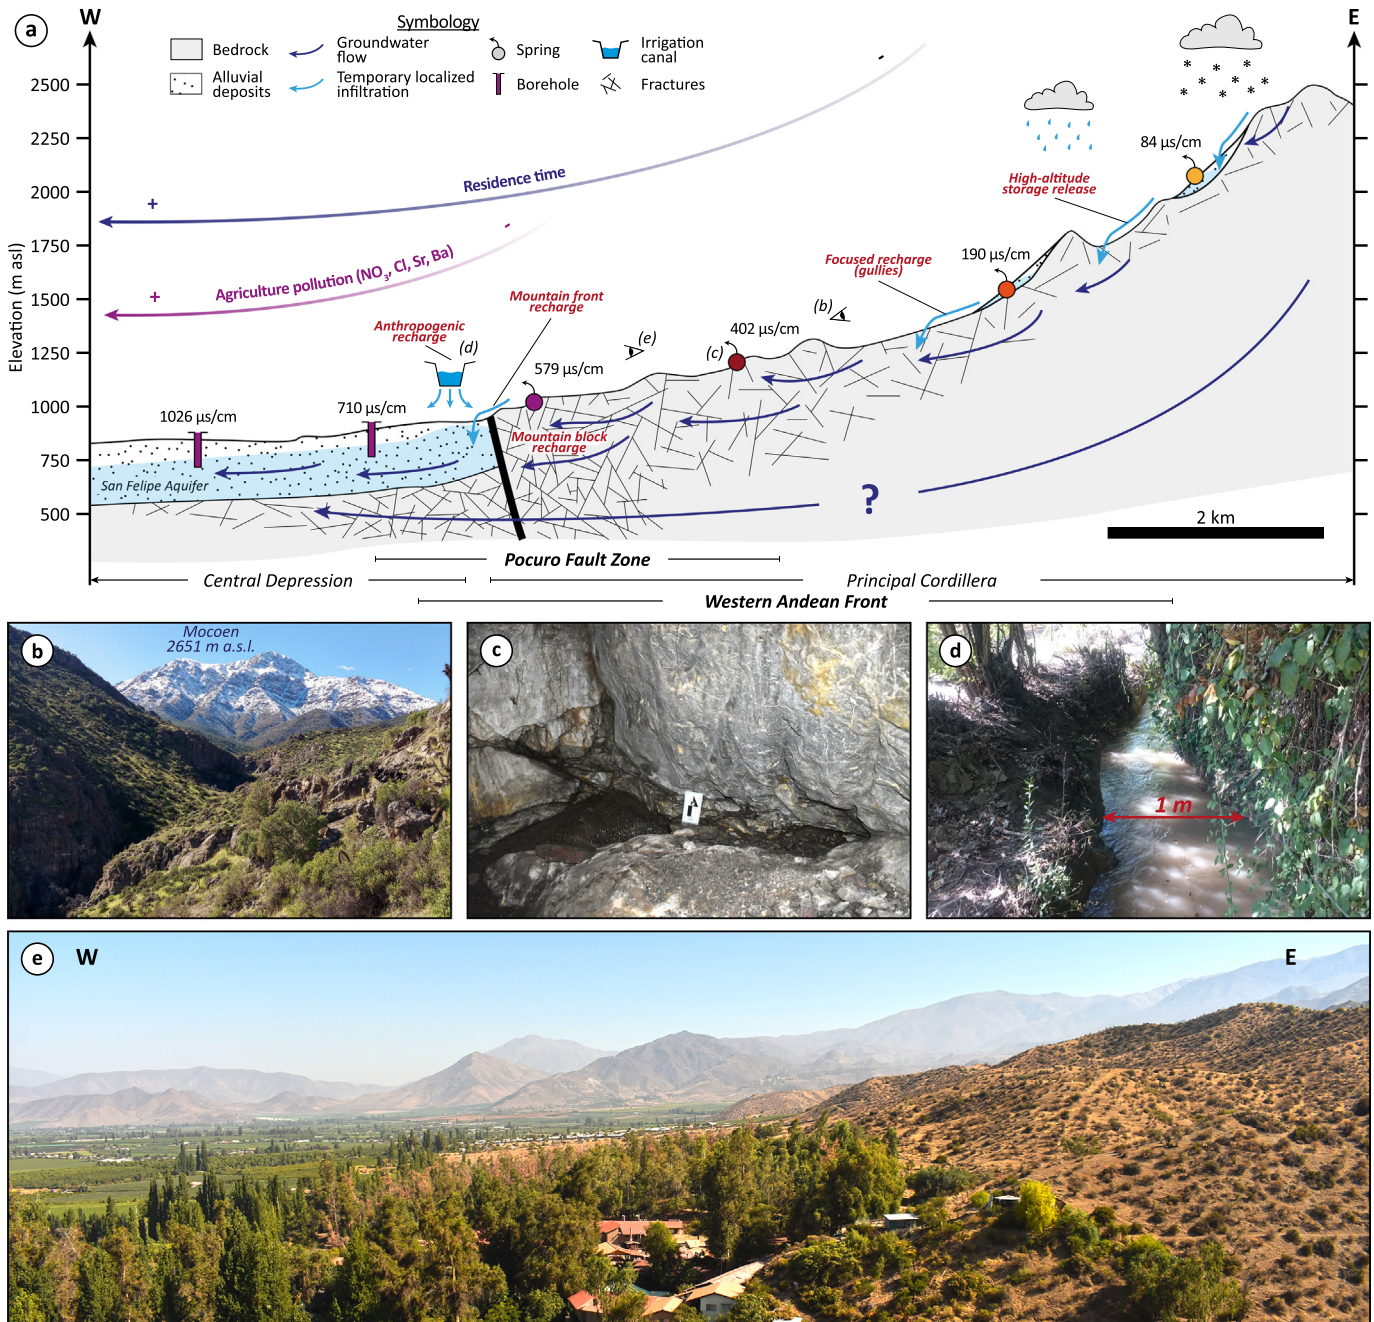 a
W
E
Symbology
Bedrock
Groundwater
flow
Spring
Irrigation
canal
Alluvial
deposits
Temporary localized
infiltration
Borehole
Fractures
Elevation (m asl)
2500
2250
2000
1750
1500
1250
1000
750
500
-
+
Residence time
-
+
Agriculture pollution (NO3, Cl, Sr, Ba)
84 µs/cm
High-altitude
storage release
190 µs/cm
Focused recharge
(gullies)
Mountain front
recharge
Anthropogenic
recharge
(d)
(e)
(b)
(c)
402 µs/cm
579 µs/cm
710 µs/cm
1026 µs/cm
Mountain block
recharge
San Felipe Aquifer
?
2 km
Pocuro Fault Zone
Central Depression
Principal Cordillera
Western Andean Front
b
Mocoen
2651 m a.s.l.
c
A
d
1 m
e
W
E